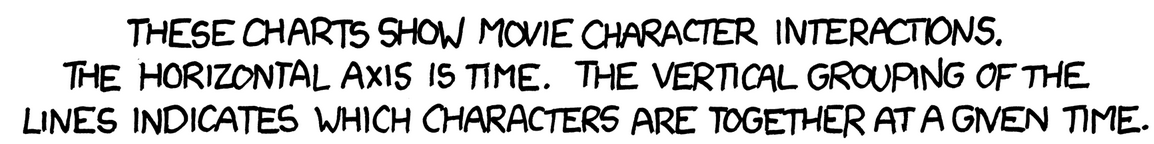 THESE CHARTS SHOW MOVIE CHARACTER INTERACTIONS.
THE HORIZONTAL AXIS IS TIME. THE VERTICAL GROUPING OF THE
LINES INDICATES WHICH CHARACTERS ARE TOGETHER AT A GIVEN TIME.